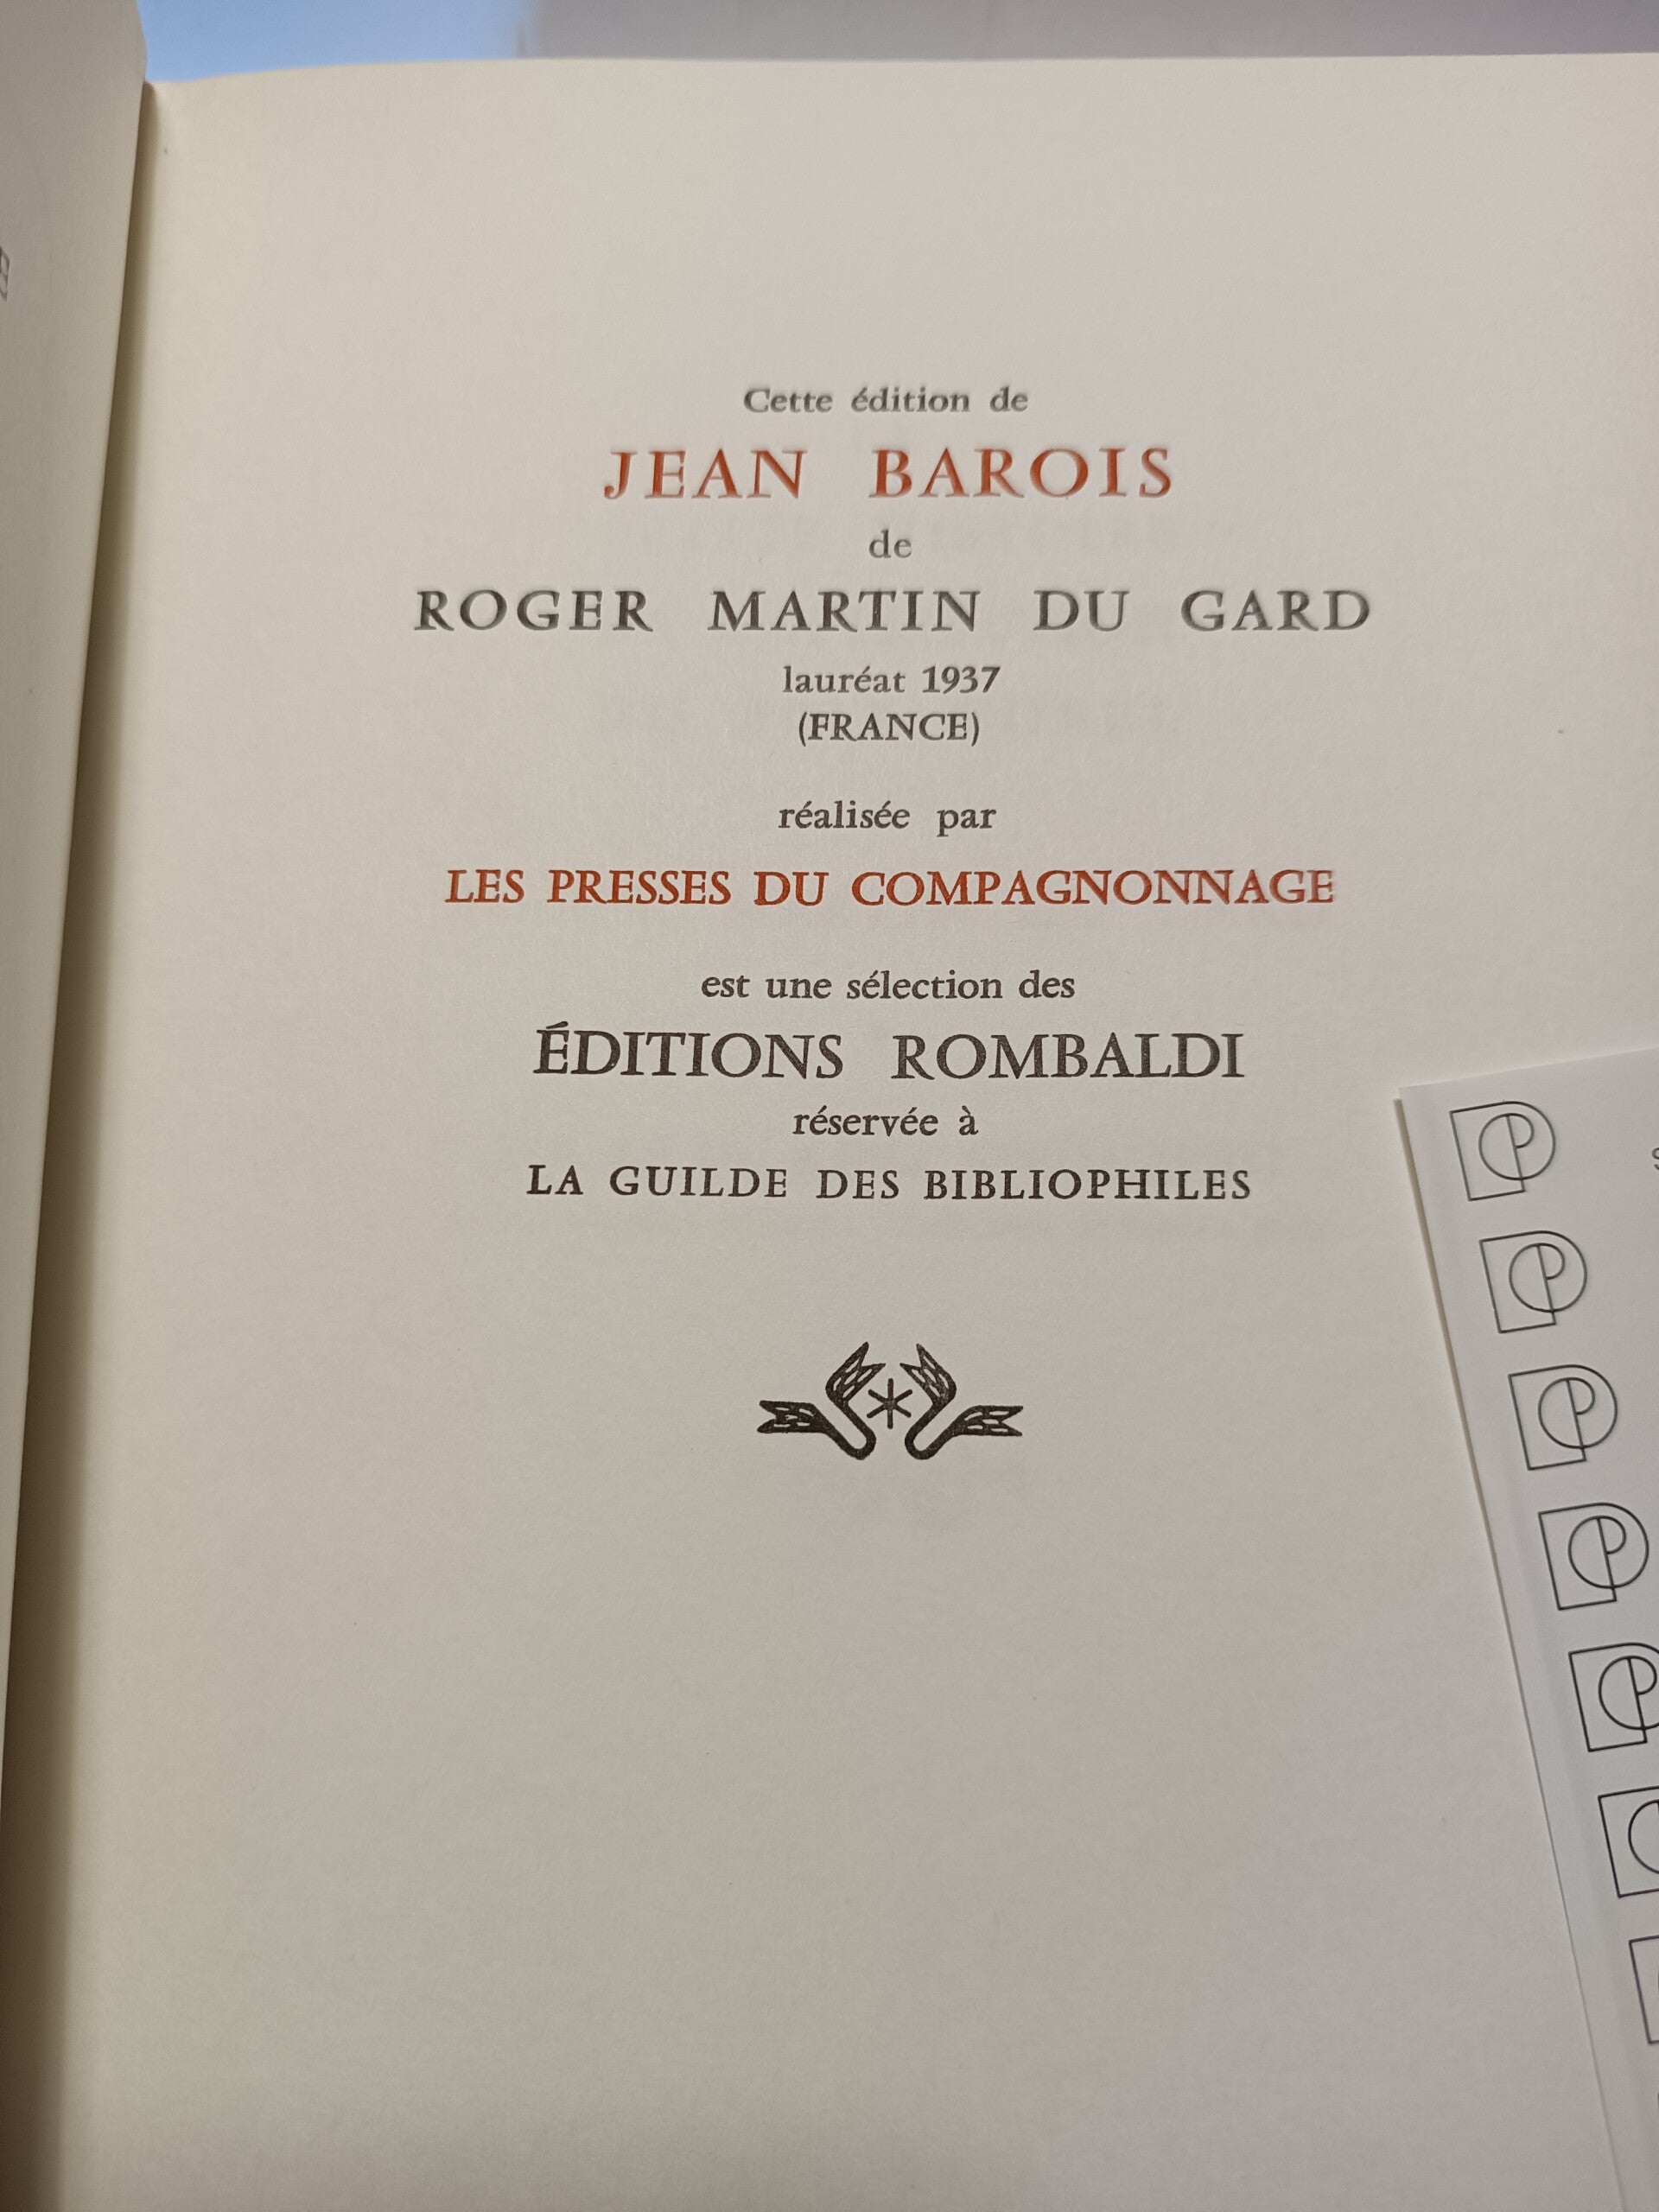 Cette édition de
JEAN BAROIS
de
ROGER MARTIN DU GARD
lauréat 1937
(FRANCE)
réalisée par
LES PRESSES DU COMPAGNONNAGE
est une sélection des
ÉDITIONS ROMBALDI
réservée à
LA GUILDE DES BIBLIOPHILES